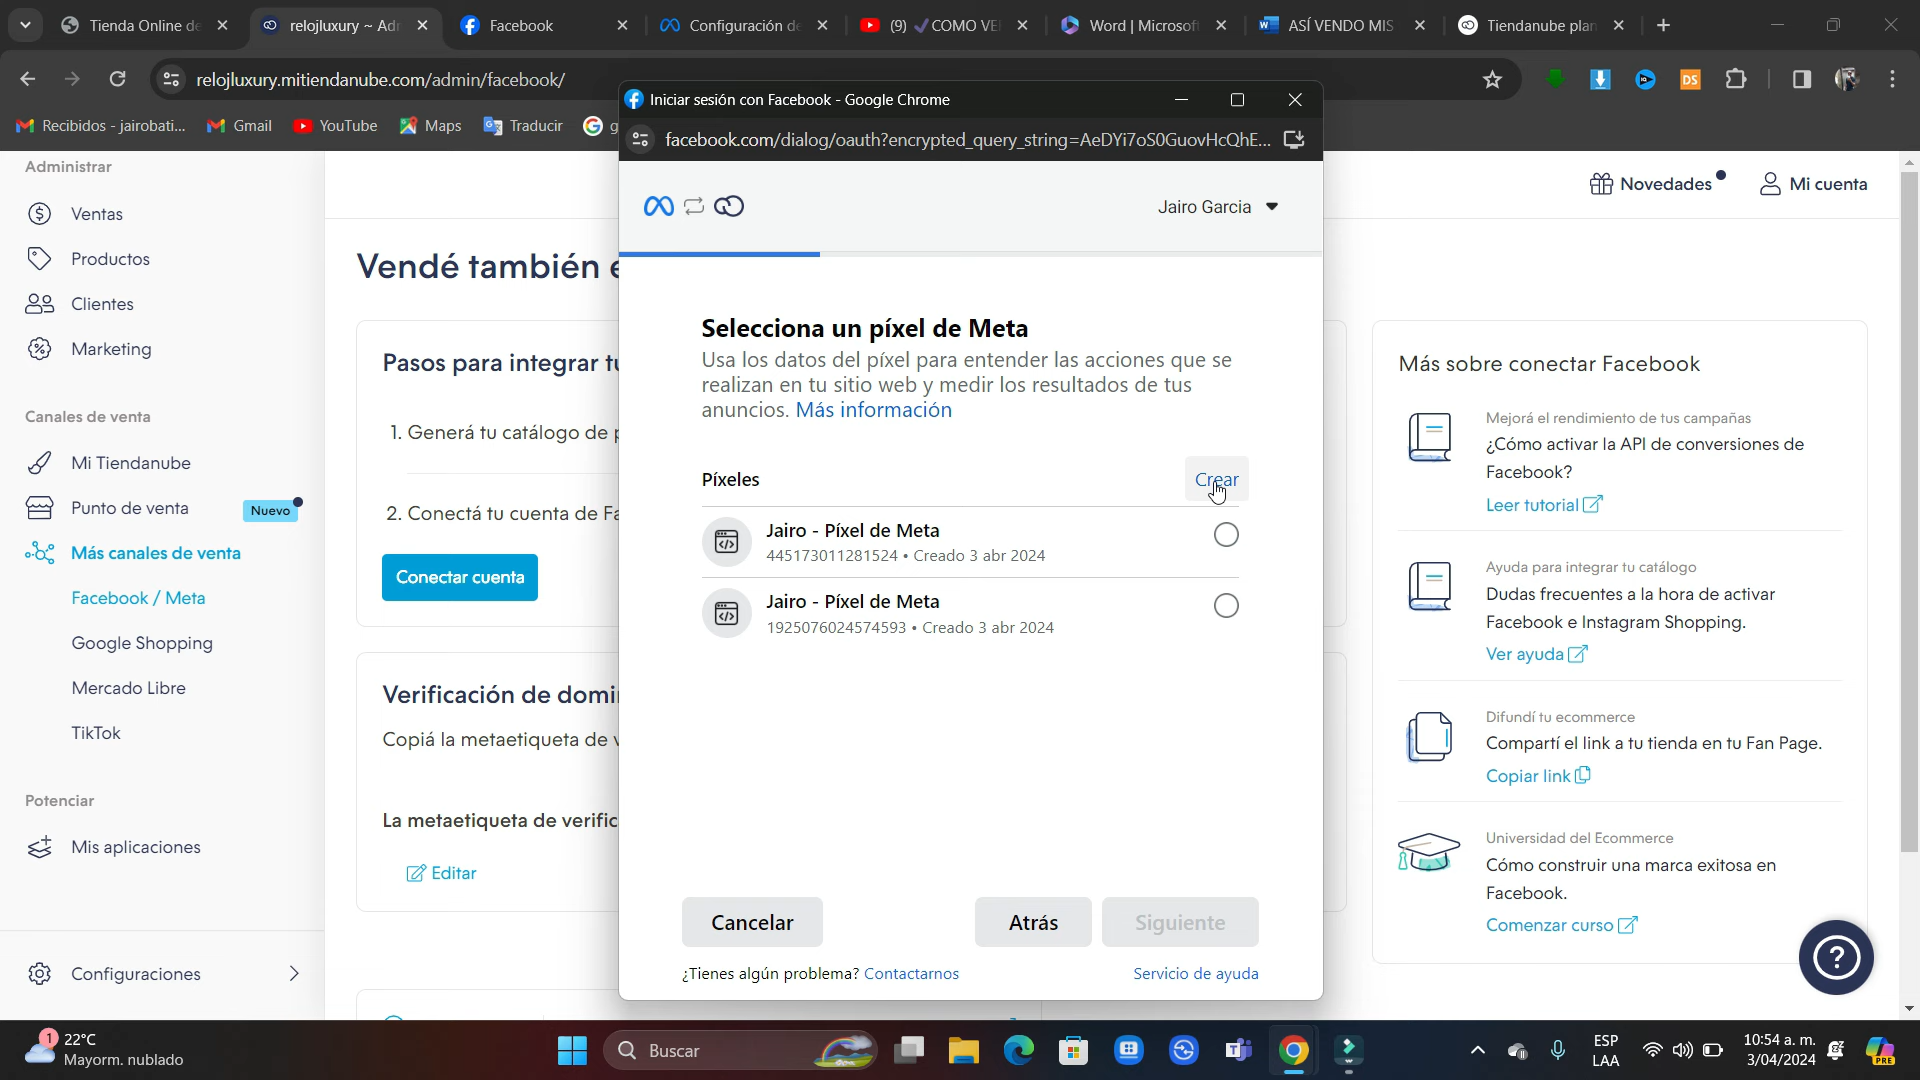 Tienda Online de
relojluxury ~ Adr
Facebook
Configuración de
(9) ✔COMO VEN
Word | Microsoft
ASÍ VENDO MIS
Tiendanube plan
relojluxury.mitiendanube.com/admin/facebook/
Recibidos - jairobati...
Gmail
YouTube
Maps
Traducir
g
Iniciar sesión con Facebook - Google Chrome
facebook.com/dialog/oauth?encrypted_query_string=AeDYi7oS0GuovHcQhE...
Jairo Garcia
Selecciona un píxel de Meta
Usa los datos del píxel para entender las acciones que se
realizan en tu sitio web y medir los resultados de tus
anuncios. Más información
Píxeles
Crear
Jairo - Píxel de Meta
445173011281524 • Creado 3 abr 2024
Jairo - Píxel de Meta
1925076024574593 • Creado 3 abr 2024
Cancelar
Atrás
Siguiente
¿Tienes algún problema? Contactarnos
Servicio de ayuda
Administrar
Ventas
Productos
Clientes
Marketing
Canales de venta
Mi Tiendanube
Punto de venta
Nuevo
Más canales de venta
Facebook / Meta
Google Shopping
Mercado Libre
TikTok
Potenciar
Mis aplicaciones
Configuraciones
Novedades
Mi cuenta
Vendé también e
Pasos para integrar tu
1. Generá tu catálogo de p
2. Conectá tu cuenta de Fa
Conectar cuenta
Verificación de domi
Copiá la metaetiqueta de v
La metaetiqueta de verific
Editar
Más sobre conectar Facebook
Mejorá el rendimiento de tus campañas
¿Cómo activar la API de conversiones de
Facebook?
Leer tutorial
Ayuda para integrar tu catálogo
Dudas frecuentes a la hora de activar
Facebook e Instagram Shopping.
Ver ayuda
Difundí tu ecommerce
Compartí el link a tu tienda en tu Fan Page.
Copiar link
Universidad del Ecommerce
Cómo construir una marca exitosa en
Facebook.
Comenzar curso
?
1
22°C
Mayorm. nublado
Buscar
ESP
LAA
10:54 a. m.
3/04/2024
DS
PRE